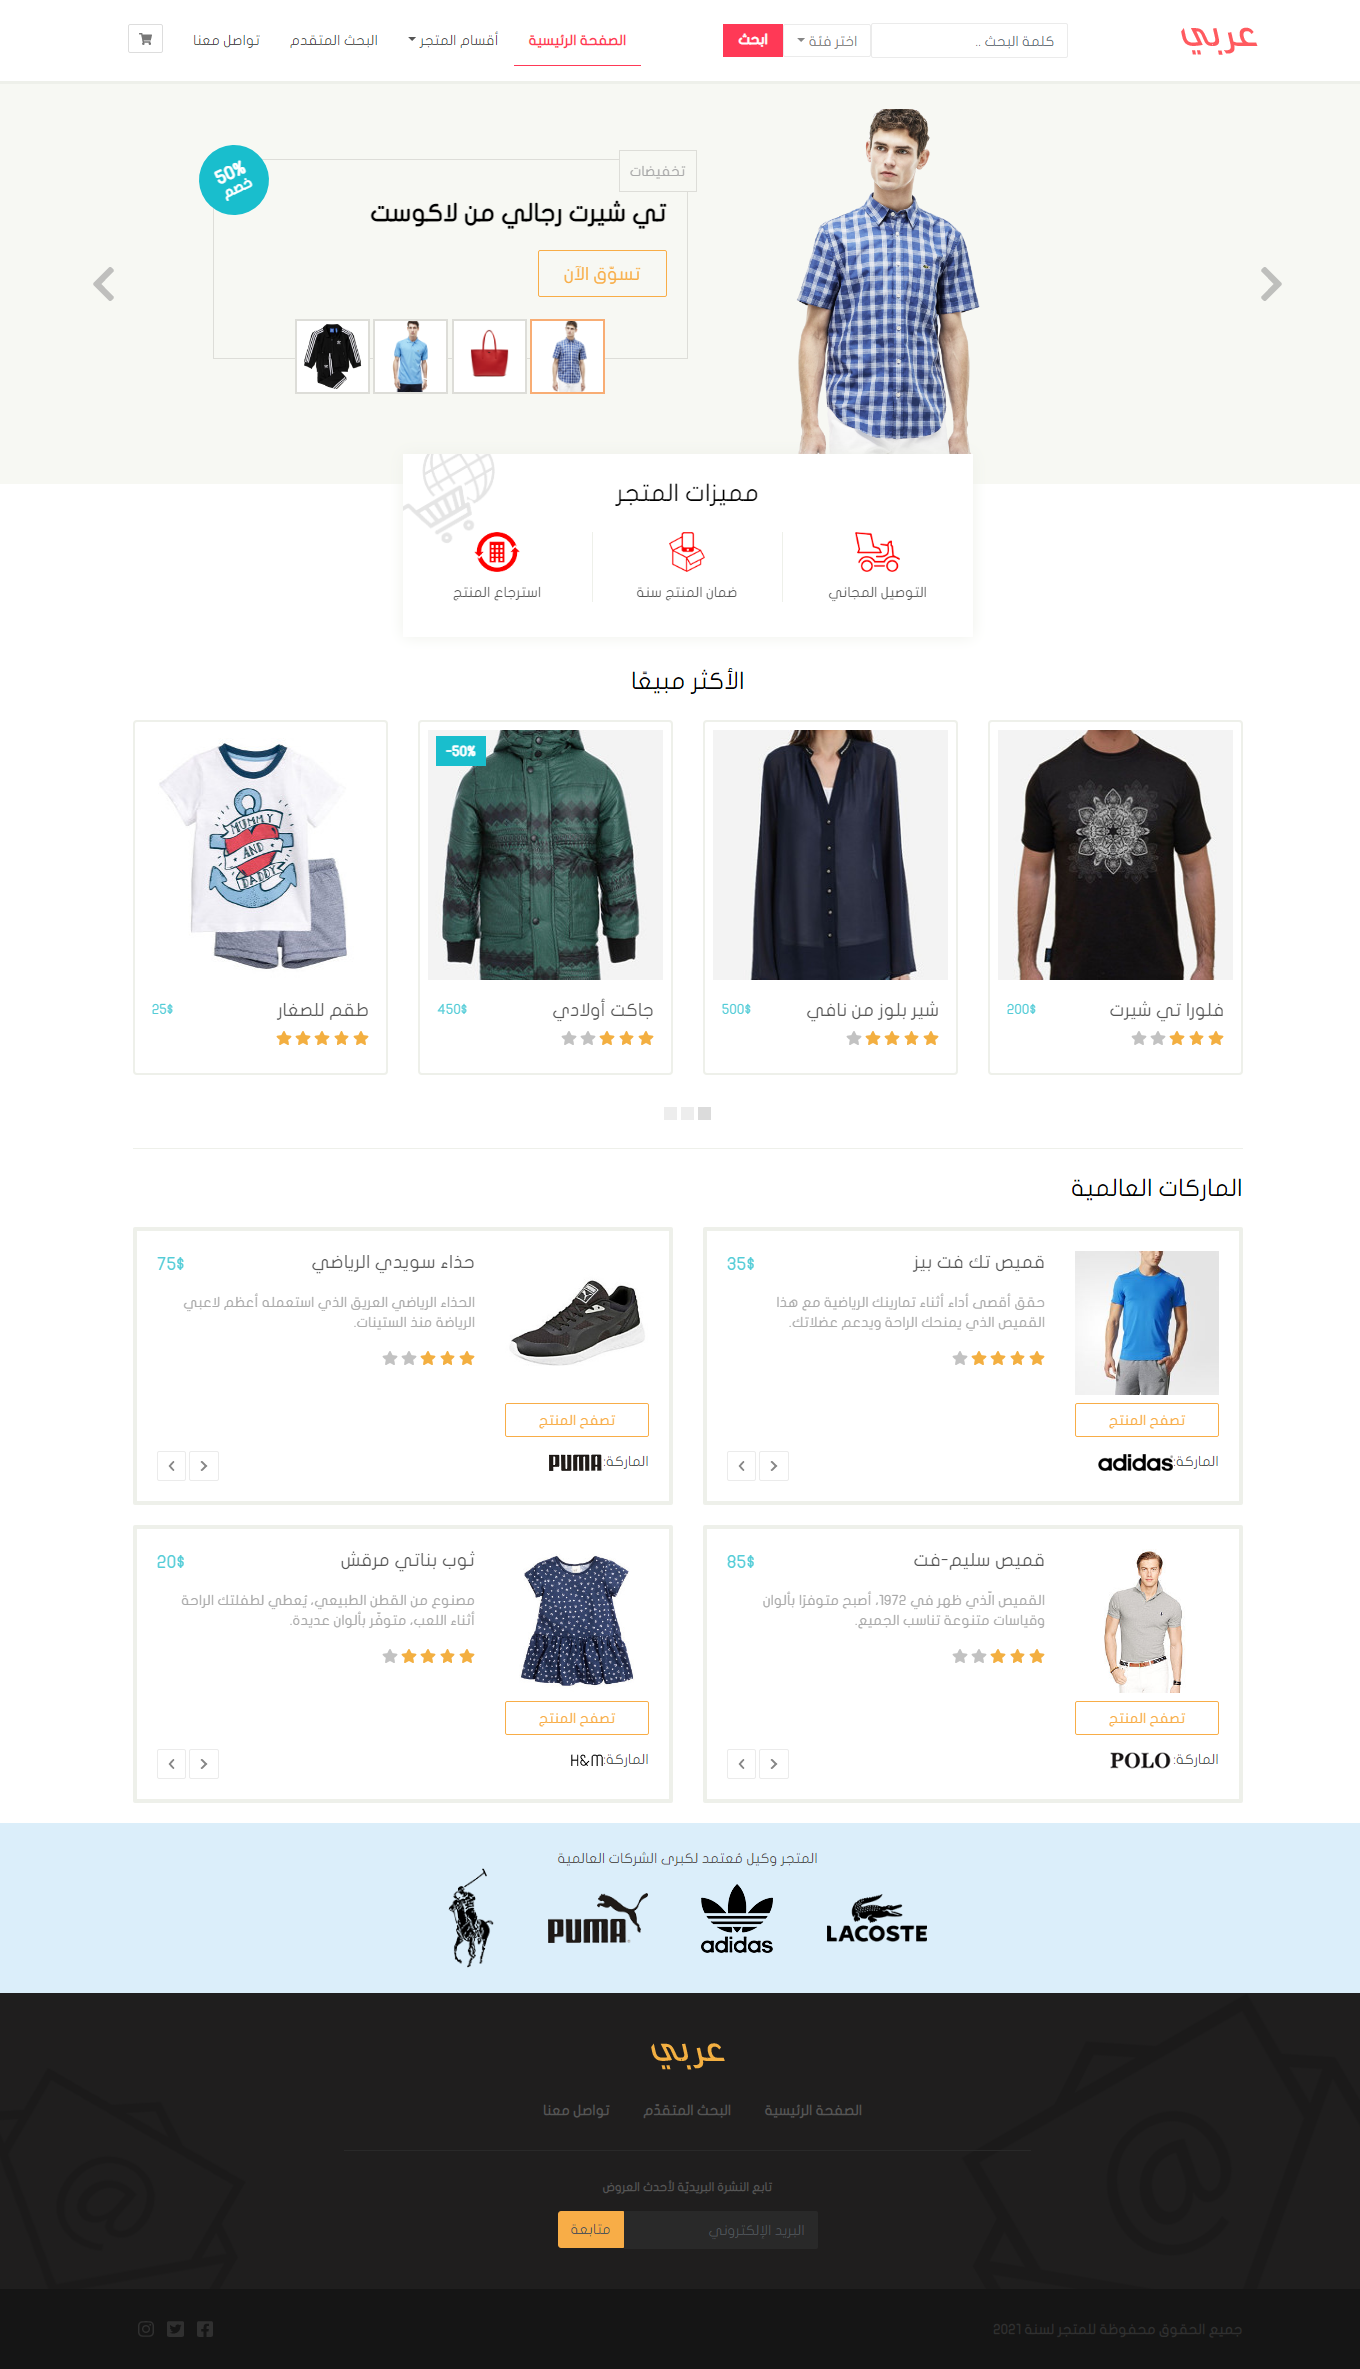 عربي
كلمة البحث ..
اختر فئة
ابحث
الصفحة الرئيسية
أقسام المتجر
البحث المتقدم
تواصل معنا
تخفيضات
50%
خصم
تي شيرت رجالي من لاكوست
تسوّق الآن
مميزات المتجر
التوصيل المجاني
ضمان المنتج سنة
استرجاع المنتج
الأكثر مبيعًا
فلورا تي شيرت
200$
شير بلوز من نافي
500$
-50%
جاكت أولادي
450$
MUMMY
AND
DADDY
طقم للصغار
25$
الماركات العالمية
قميص تك فت بيز
35$
حقق أقصى أداء أثناء تمارينك الرياضية مع هذا
القميص الذي يمنحك الراحة ويدعم عضلاتك.
تصفح المنتج
الماركة: adidas
حذاء سويدي الرياضي
75$
الحذاء الرياضي العريق الذي استعمله أعظم لاعبي
الرياضة منذ الستينات.
تصفح المنتج
الماركة: PUMA
قميص سليم-فت
85$
القميص الّذي ظهر في 1972، أصبح متوفرًا بألوان
وقياسات متنوعة تناسب الجميع.
تصفح المنتج
الماركة: POLO
ثوب بناتي مرقش
20$
مصنوع من القطن الطبيعي، يُعطي لطفلتك الراحة
أثناء اللعب، متوفّر بألوان عديدة.
تصفح المنتج
الماركة: H&M
المتجر وكيل مُعتمد لكبرى الشركات العالمية
LACOSTE
adidas
PUMA
عربي
الصفحة الرئيسية
البحث المتقدّم
تواصل معنا
تابع النشرة البريديّة لأحدث العروض
البريد الإلكتروني
متابعة
جميع الحقوق محفوظة للمتجر لسنة 2021